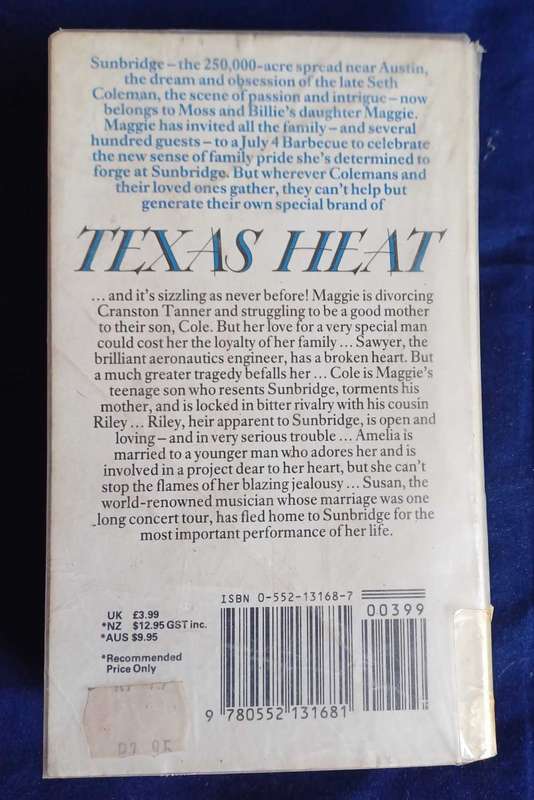 Sunbridge – the 250,000-acre spread near Austin,
the dream and obsession of the late Seth
Coleman, the scene of passion and intrigue – now
belongs to Moss and Billie's daughter Maggie.
Maggie has invited all the family – and several
hundred guests – to a July 4 Barbecue to celebrate
the new sense of family pride she's determined to
forge at Sunbridge. But wherever Colemans and
their loved ones gather, they can't help but
generate their own special brand of
TEXAS HEAT
... and it's sizzling as never before! Maggie is divorcing
Cranston Tanner and struggling to be a good mother
to their son, Cole. But her love for a very special man
could cost her the loyalty of her family ... Sawyer, the
brilliant aeronautics engineer, has a broken heart. But
a much greater tragedy befalls her ... Cole is Maggie's
teenage son who resents Sunbridge, torments his
mother, and is locked in bitter rivalry with his cousin
Riley ... Riley, heir apparent to Sunbridge, is open and
loving – and in very serious trouble ... Amelia is
married to a younger man who adores her and is
involved in a project dear to her heart, but she can't
stop the flames of her blazing jealousy ... Susan, the
world-renowned musician whose marriage was one
long concert tour, has fled home to Sunbridge for the
most important performance of her life.
UK £3.99
*NZ $12.95 GST inc.
*AUS $9.95
*Recommended
Price Only
ISBN 0-552-13168-7
00399
9 780552 131681